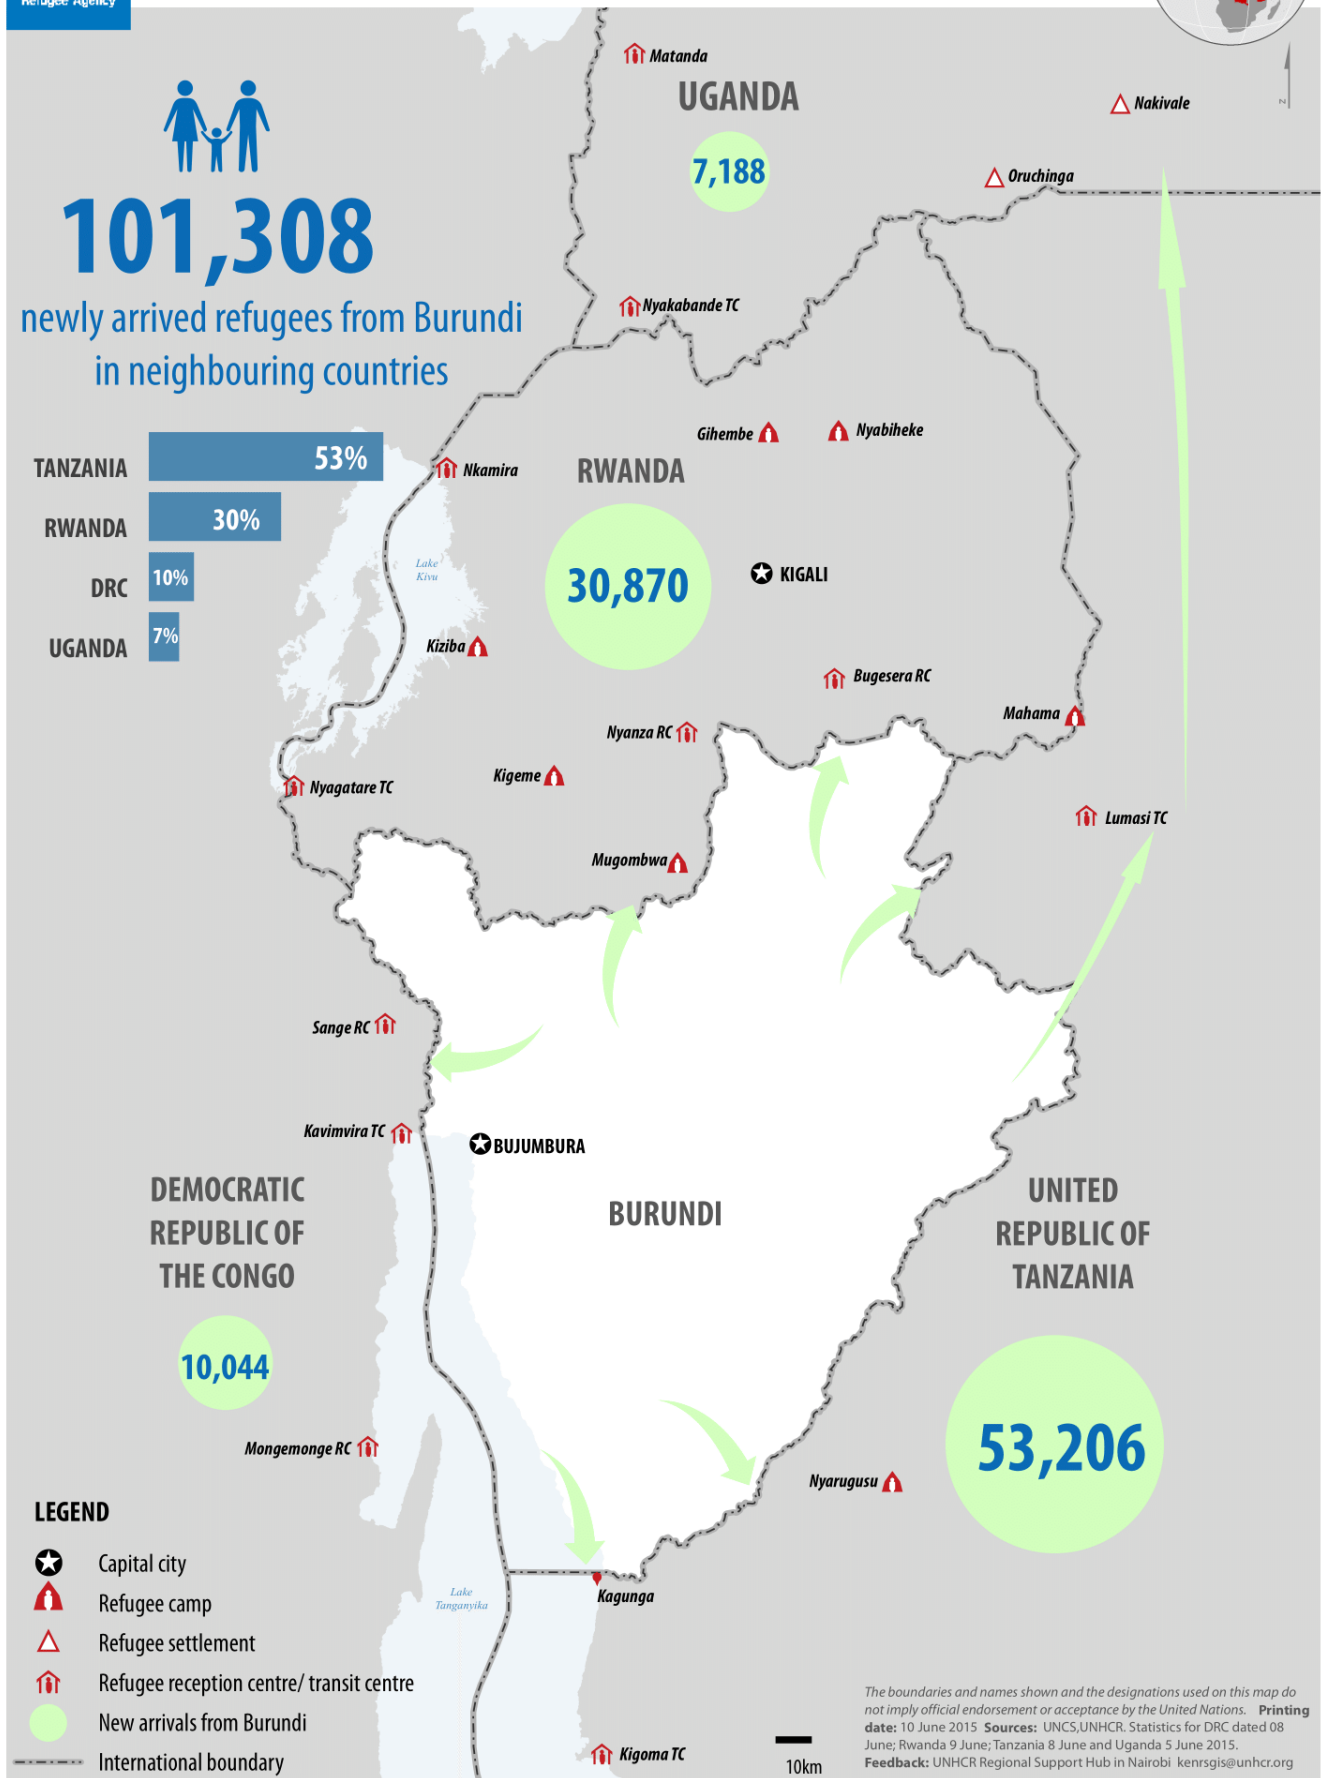 Refugee Agency
101,308
newly arrived refugees from Burundi
in neighbouring countries
TANZANIA 53%
RWANDA 30%
DRC 10%
UGANDA 7%
Matanda
UGANDA
7,188
Nakivale
Oruchinga
N
Nyakabande TC
Gihembe
Nyabiheke
Nkamira
RWANDA
30,870
KIGALI
Lake
Kivu
Kiziba
Bugesera RC
Mahama
Nyanza RC
Kigeme
Nyagatare TC
Lumasi TC
Mugombwa
Sange RC
Kavimvira TC
BUJUMBURA
BURUNDI
DEMOCRATIC
REPUBLIC OF
THE CONGO
10,044
UNITED
REPUBLIC OF
TANZANIA
53,206
Mongemonge RC
Nyarugusu
Kagunga
Lake
Tanganyika
Kigoma TC
LEGEND
Capital city
Refugee camp
Refugee settlement
Refugee reception centre/ transit centre
New arrivals from Burundi
International boundary
10km
The boundaries and names shown and the designations used on this map do
not imply official endorsement or acceptance by the United Nations. Printing
date: 10 June 2015 Sources: UNCS,UNHCR. Statistics for DRC dated 08
June; Rwanda 9 June; Tanzania 8 June and Uganda 5 June 2015.
Feedback: UNHCR Regional Support Hub in Nairobi kenrsgis@unhcr.org